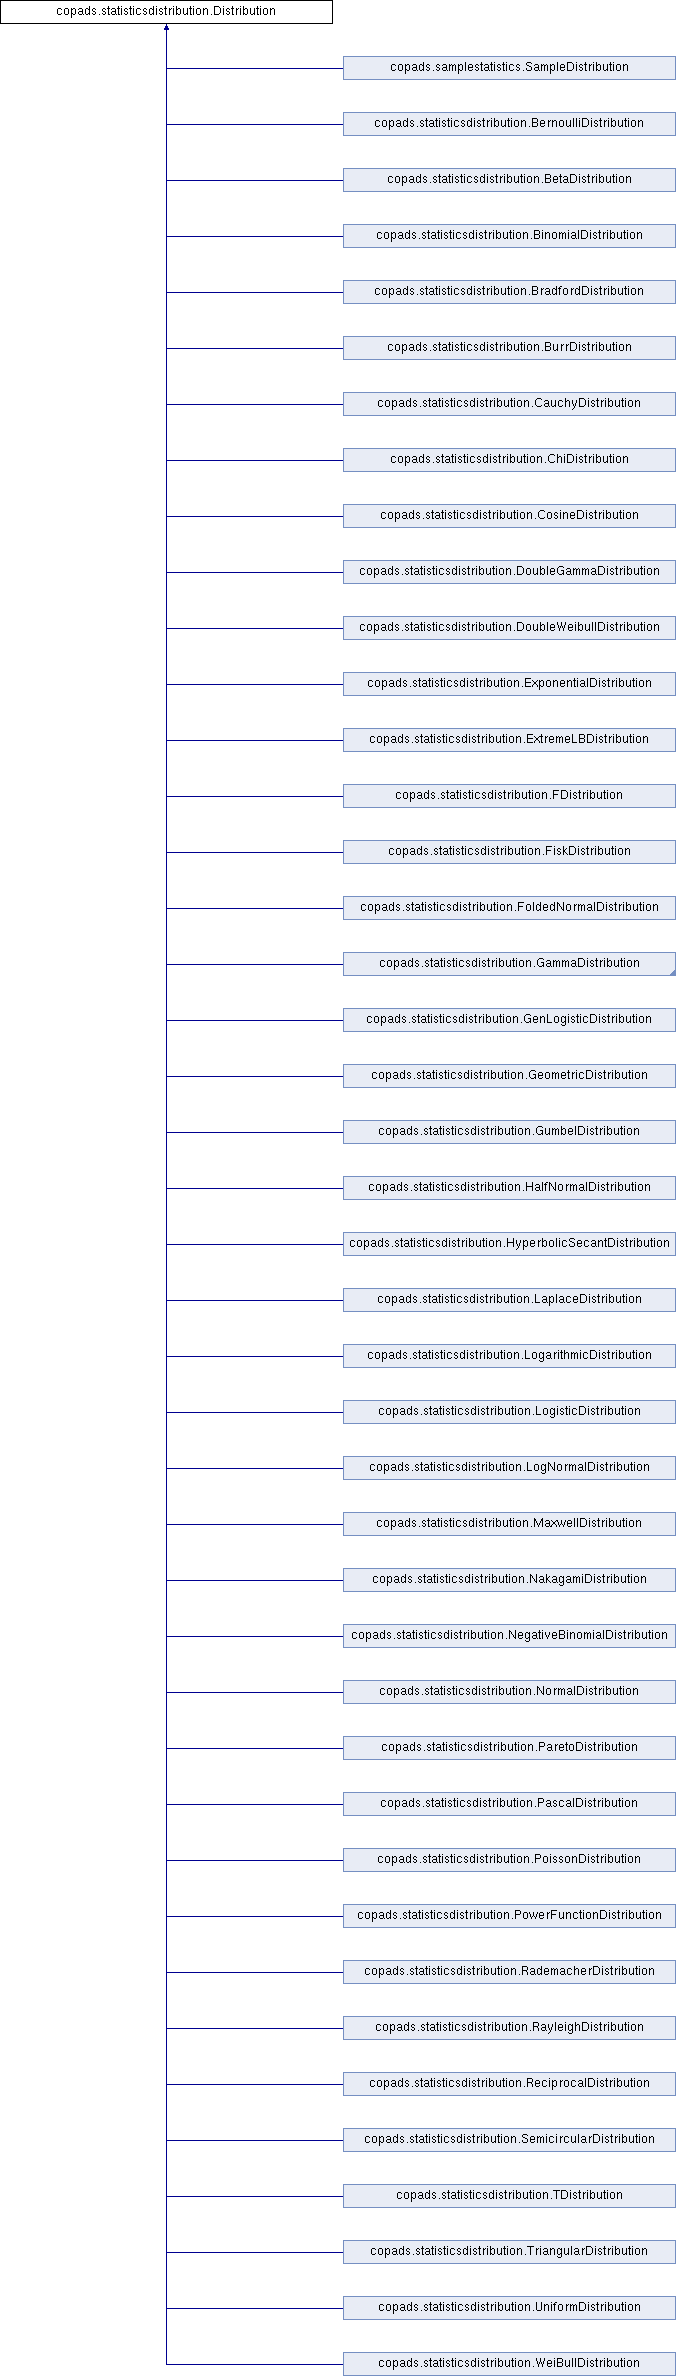 copads.statisticsdistribution.Distribution
copads.samplestatistics.SampleDistribution
copads.statisticsdistribution.BernoulliDistribution
copads.statisticsdistribution.BetaDistribution
copads.statisticsdistribution.BinomialDistribution
copads.statisticsdistribution.BradfordDistribution
copads.statisticsdistribution.BurrDistribution
copads.statisticsdistribution.CauchyDistribution
copads.statisticsdistribution.ChiDistribution
copads.statisticsdistribution.CosineDistribution
copads.statisticsdistribution.DoubleGammaDistribution
copads.statisticsdistribution.DoubleWeibullDistribution
copads.statisticsdistribution.ExponentialDistribution
copads.statisticsdistribution.ExtremeLBDistribution
copads.statisticsdistribution.FDistribution
copads.statisticsdistribution.FiskDistribution
copads.statisticsdistribution.FoldedNormalDistribution
copads.statisticsdistribution.GammaDistribution
copads.statisticsdistribution.GenLogisticDistribution
copads.statisticsdistribution.GeometricDistribution
copads.statisticsdistribution.GumbelDistribution
copads.statisticsdistribution.HalfNormalDistribution
copads.statisticsdistribution.HyperbolicSecantDistribution
copads.statisticsdistribution.LaplaceDistribution
copads.statisticsdistribution.LogarithmicDistribution
copads.statisticsdistribution.LogisticDistribution
copads.statisticsdistribution.LogNormalDistribution
copads.statisticsdistribution.MaxwellDistribution
copads.statisticsdistribution.NakagamiDistribution
copads.statisticsdistribution.NegativeBinomialDistribution
copads.statisticsdistribution.NormalDistribution
copads.statisticsdistribution.ParetoDistribution
copads.statisticsdistribution.PascalDistribution
copads.statisticsdistribution.PoissonDistribution
copads.statisticsdistribution.PowerFunctionDistribution
copads.statisticsdistribution.RademacherDistribution
copads.statisticsdistribution.RayleighDistribution
copads.statisticsdistribution.ReciprocalDistribution
copads.statisticsdistribution.SemicircularDistribution
copads.statisticsdistribution.TDistribution
copads.statisticsdistribution.TriangularDistribution
copads.statisticsdistribution.UniformDistribution
copads.statisticsdistribution.WeiBullDistribution